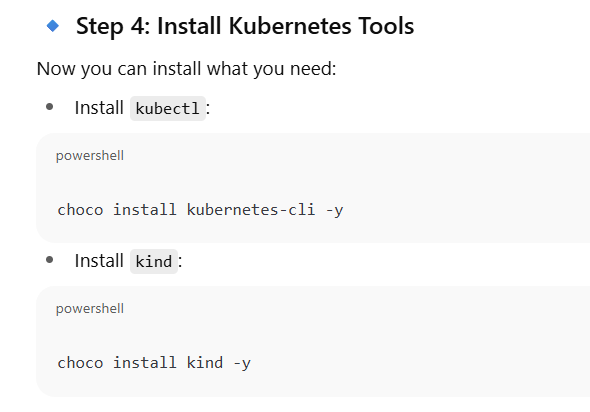 Step 4: Install Kubernetes Tools
Now you can install what you need:
Install kubectl:
powershell
choco install kubernetes-cli -y
Install kind:
powershell
choco install kind -y